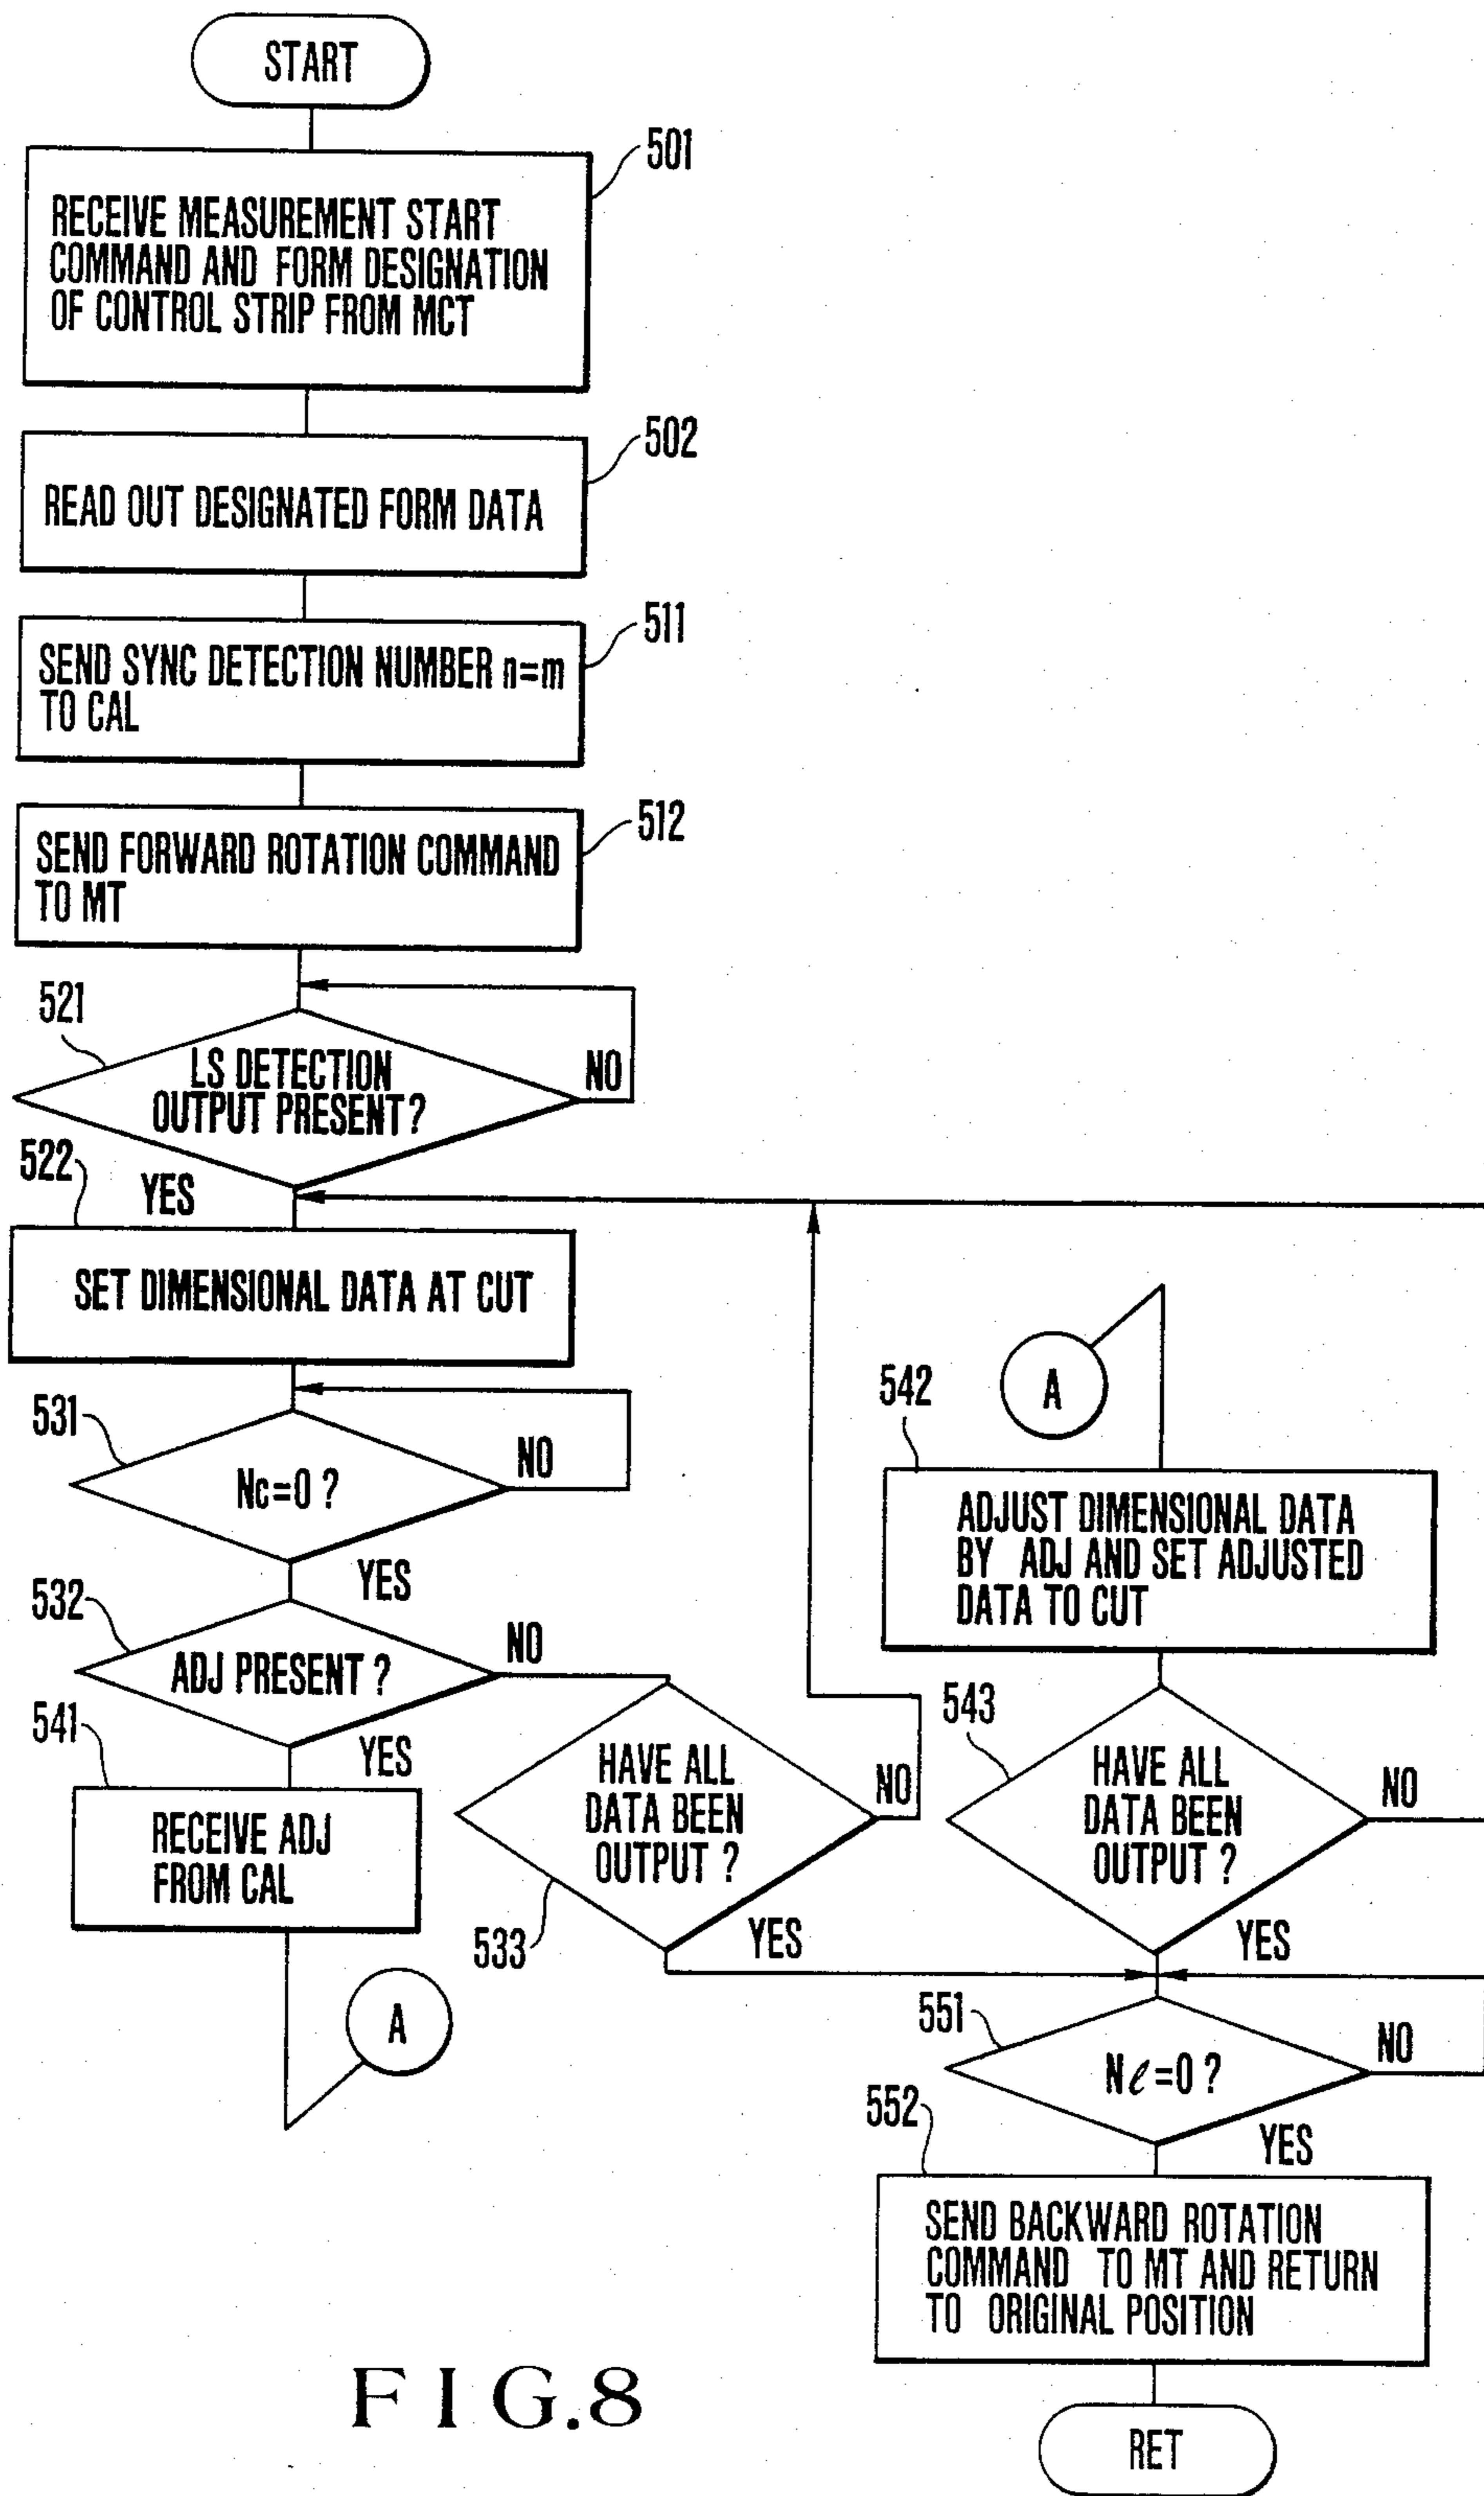 START
501
RECEIVE MEASUREMENT START
COMMAND AND FORM DESIGNATION
OF CONTROL STRIP FROM MCT
502
READ OUT DESIGNATED FORM DATA
511
SEND SYNC DETECTION NUMBER n=m
TO CAL
512
SEND FORWARD ROTATION COMMAND
TO MT
521
LS DETECTION
OUTPUT PRESENT?
NO
YES
522
SET DIMENSIONAL DATA AT CUT
531
Nc=0 ?
NO
YES
532
ADJ PRESENT ?
NO
YES
541
RECEIVE ADJ
FROM CAL
A
533
HAVE ALL
DATA BEEN
OUTPUT ?
NO
YES
A
542
ADJUST DIMENSIONAL DATA
BY ADJ AND SET ADJUSTED
DATA TO CUT
543
HAVE ALL
DATA BEEN
OUTPUT ?
NO
YES
551
Nℓ=0 ?
NO
YES
552
SEND BACKWARD ROTATION
COMMAND TO MT AND RETURN
TO ORIGINAL POSITION
RET
FIG.8